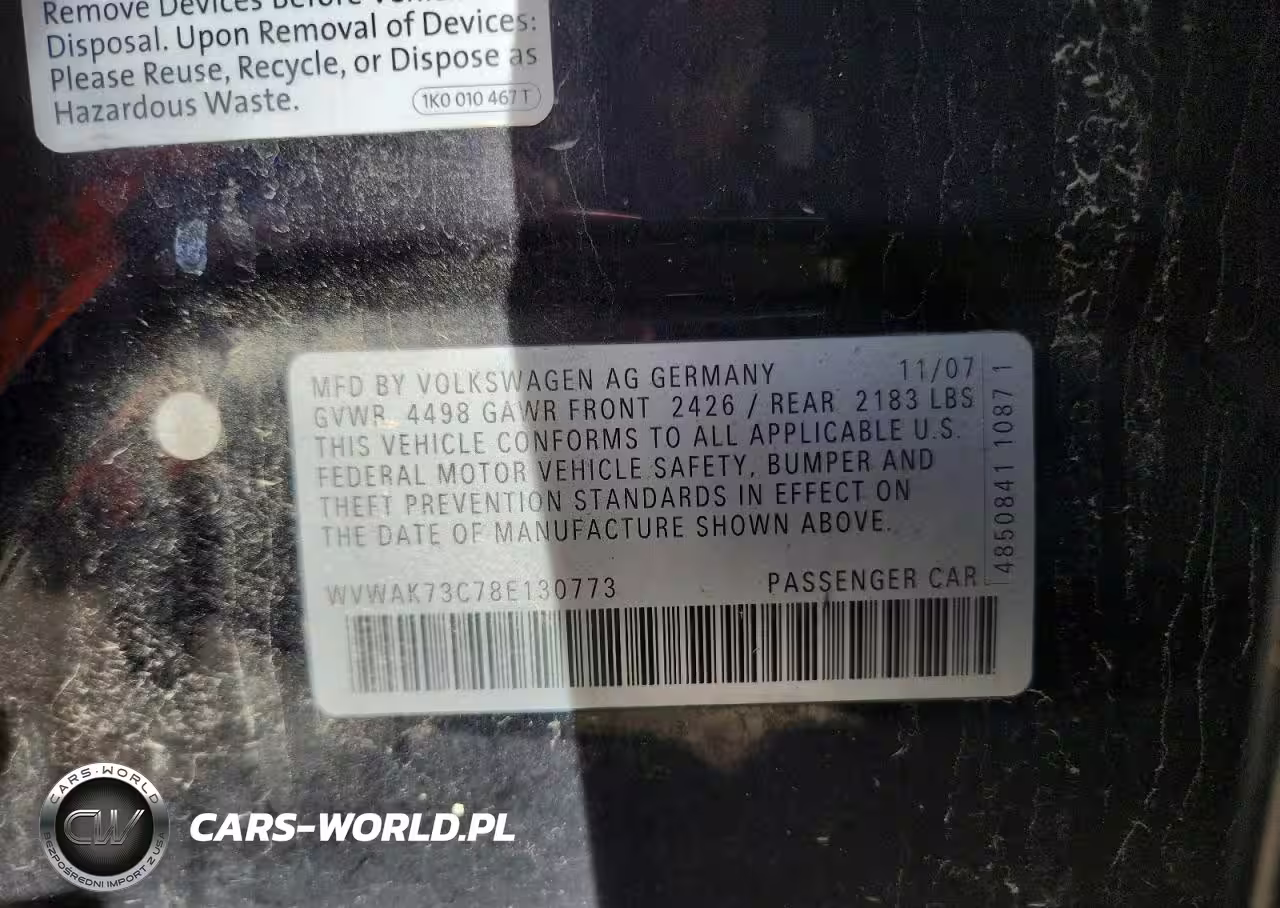 Remove Devices Before
Disposal. Upon Removal of Devices:
Please Reuse, Recycle, or Dispose as
Hazardous Waste.
1K0 010 467 T
MFD BY VOLKSWAGEN AG GERMANY 11/07
GVWR 4498 GAWR FRONT 2426 / REAR 2183 LBS
THIS VEHICLE CONFORMS TO ALL APPLICABLE U.S.
FEDERAL MOTOR VEHICLE SAFETY, BUMPER AND
THEFT PREVENTION STANDARDS IN EFFECT ON
THE DATE OF MANUFACTURE SHOWN ABOVE.
WVWAK73C78E130773 PASSENGER CAR
4850841 1087 1
CARS-WORLD
CW
BEZPOŚREDNI IMPORT Z USA
CARS-WORLD.PL